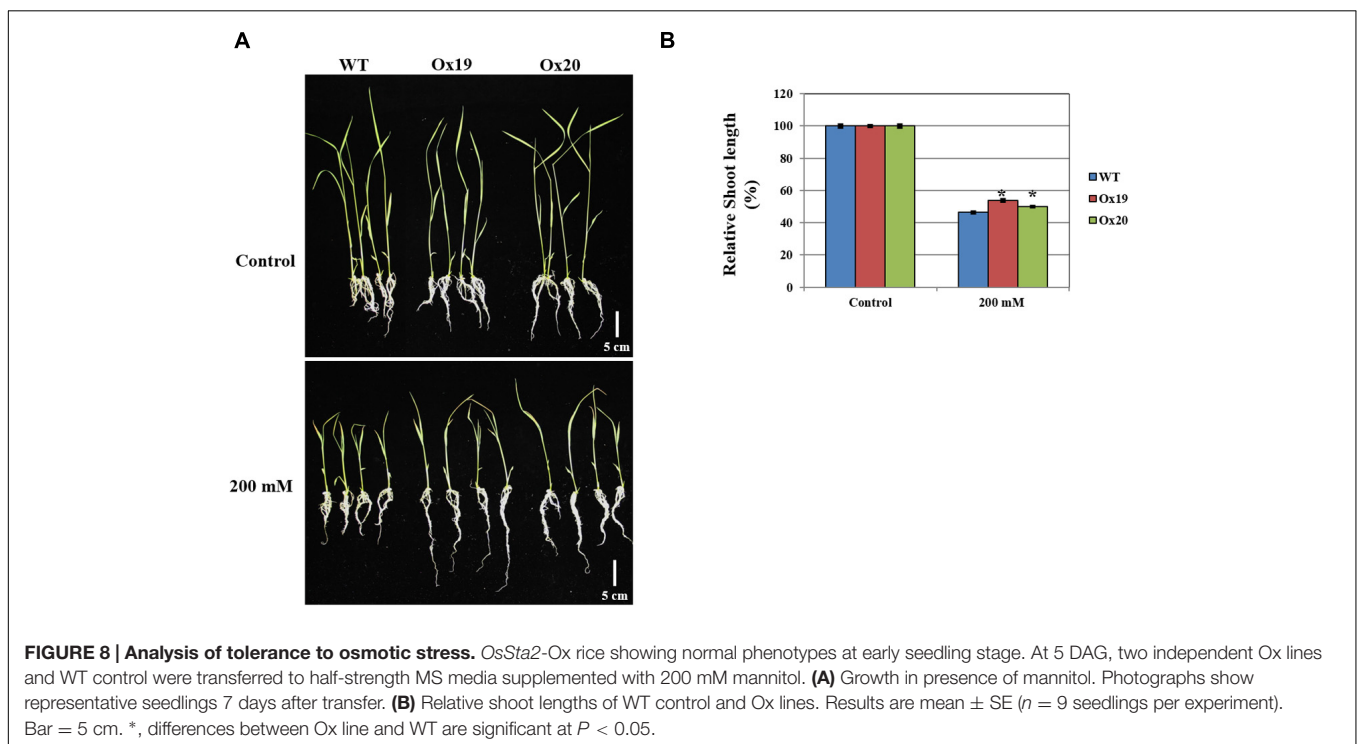 A
WT Ox19 Ox20
Control
5 cm
200 mM
5 cm
B
Relative Shoot length
(%)
120
100
80
60
40
20
0
* *
Control 200 mM
WT
Ox19
Ox20
FIGURE 8 | Analysis of tolerance to osmotic stress. OsSta2-Ox rice showing normal phenotypes at early seedling stage. At 5 DAG, two independent Ox lines
and WT control were transferred to half-strength MS media supplemented with 200 mM mannitol. (A) Growth in presence of mannitol. Photographs show
representative seedlings 7 days after transfer. (B) Relative shoot lengths of WT control and Ox lines. Results are mean ± SE (n = 9 seedlings per experiment).
Bar = 5 cm. *, differences between Ox line and WT are significant at P < 0.05.